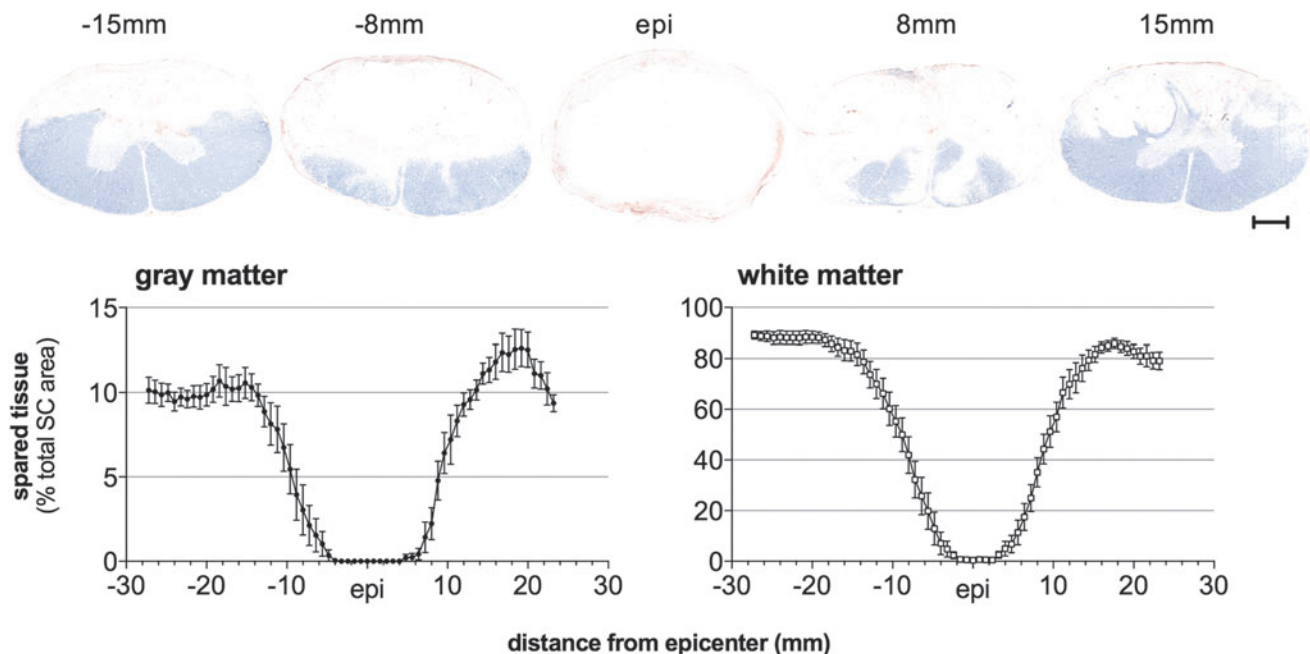 -15mm -8mm epi 8mm 15mm
gray matter
white matter
spared tissue
(% total SC area)
15
10
5
0
-30 -20 -10 epi 10 20 30
100
80
60
40
20
0
-30 -20 -10 epi 10 20 30
distance from epicenter (mm)